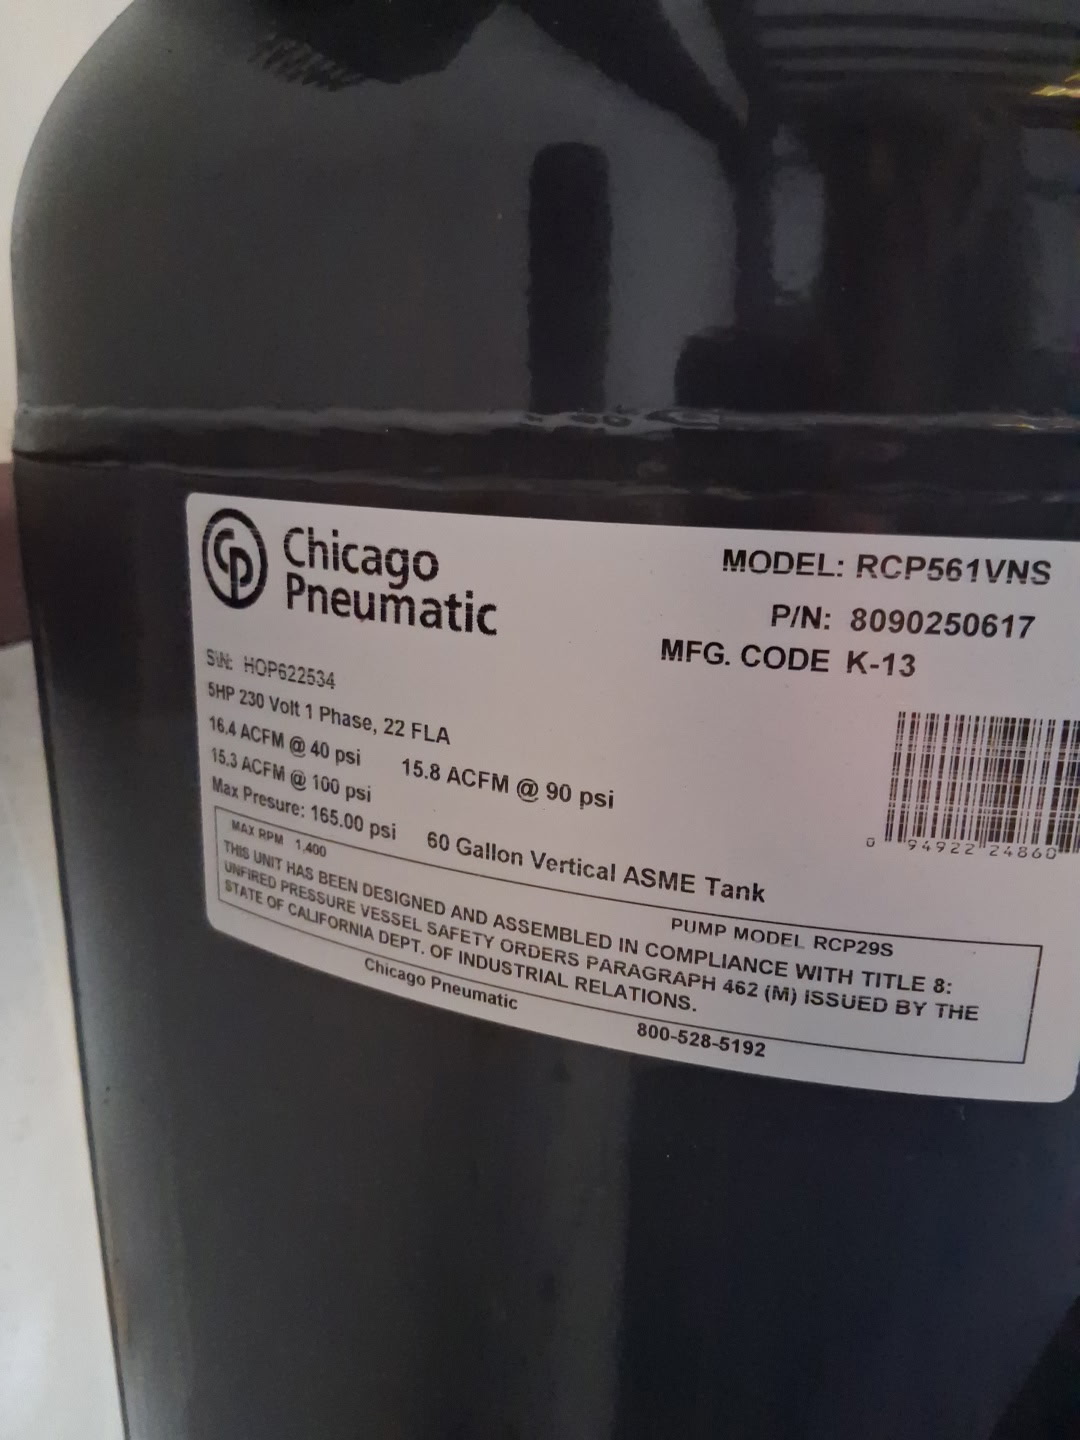 CP
Chicago
Pneumatic
MODEL: RCP561VNS
P/N: 8090250617
MFG. CODE K-13
S\N: HOP622534
5HP 230 Volt 1 Phase, 22 FLA
16.4 ACFM @ 40 psi 15.8 ACFM @ 90 psi
15.3 ACFM @ 100 psi
Max Presure: 165.00 psi 60 Gallon Vertical ASME Tank
0 94922 24860
MAX RPM 1,400 PUMP MODEL RCP29S
THIS UNIT HAS BEEN DESIGNED AND ASSEMBLED IN COMPLIANCE WITH TITLE 8:
UNFIRED PRESSURE VESSEL SAFETY ORDERS PARAGRAPH 462 (M) ISSUED BY THE
STATE OF CALIFORNIA DEPT. OF INDUSTRIAL RELATIONS.
Chicago Pneumatic 800-528-5192